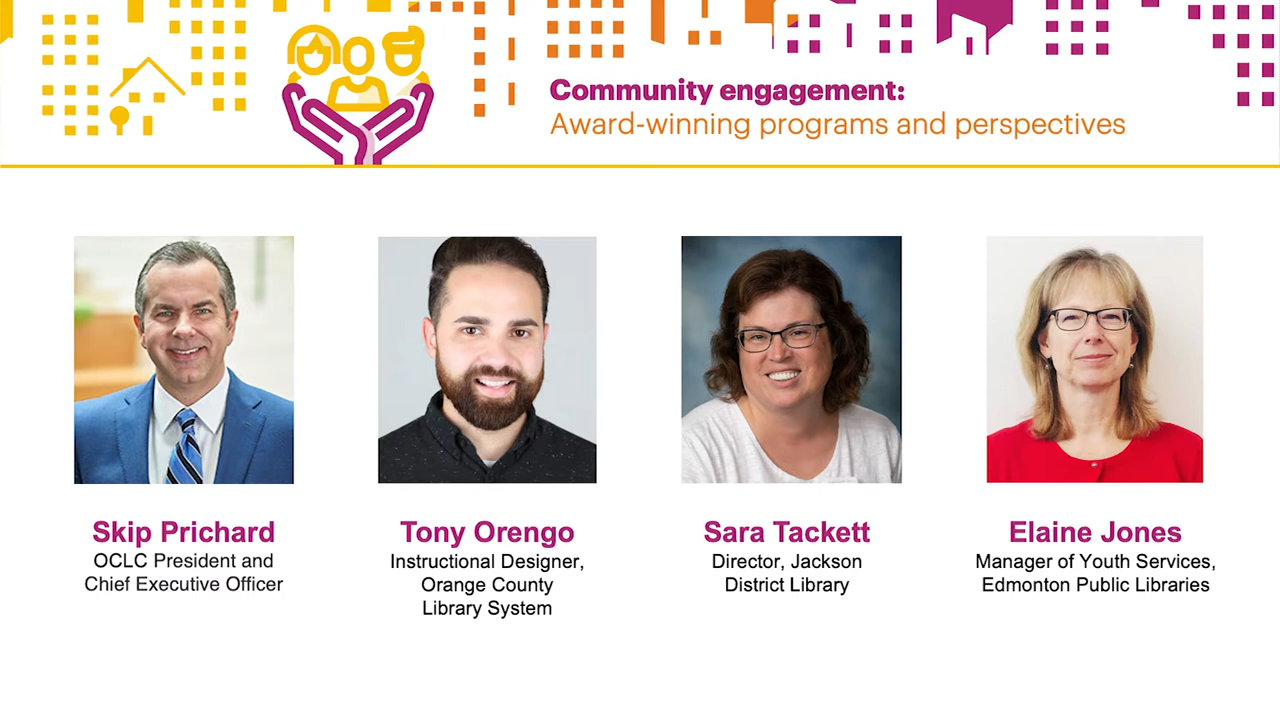 Community engagement:
Award-winning programs and perspectives
Skip Prichard
OCLC President and
Chief Executive Officer
Tony Orengo
Instructional Designer,
Orange County
Library System
Sara Tackett
Director, Jackson
District Library
Elaine Jones
Manager of Youth Services,
Edmonton Public Libraries